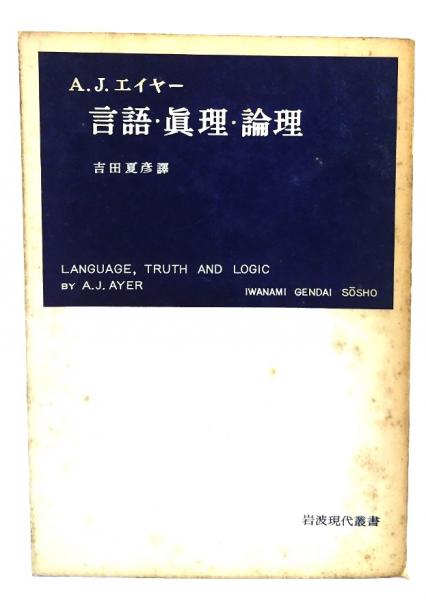 A.J.エイヤー
言語・眞理・論理
吉田夏彦譯
LANGUAGE, TRUTH AND LOGIC
BY A.J. AYER
IWANAMI GENDAI SŌSHO
岩波現代叢書